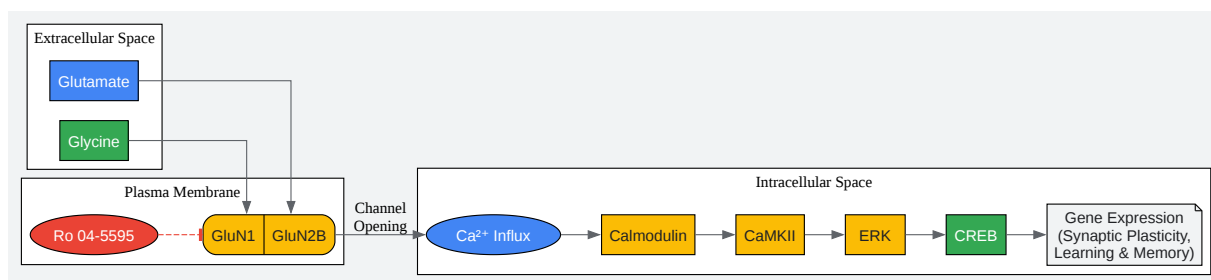 Extracellular Space
Glutamate
Glycine
Plasma Membrane
Ro 04-5595
GluN1
GluN2B
Channel
Opening
Intracellular Space
Ca²⁺ Influx
Calmodulin
CaMKII
ERK
CREB
Gene Expression
(Synaptic Plasticity,
Learning & Memory)